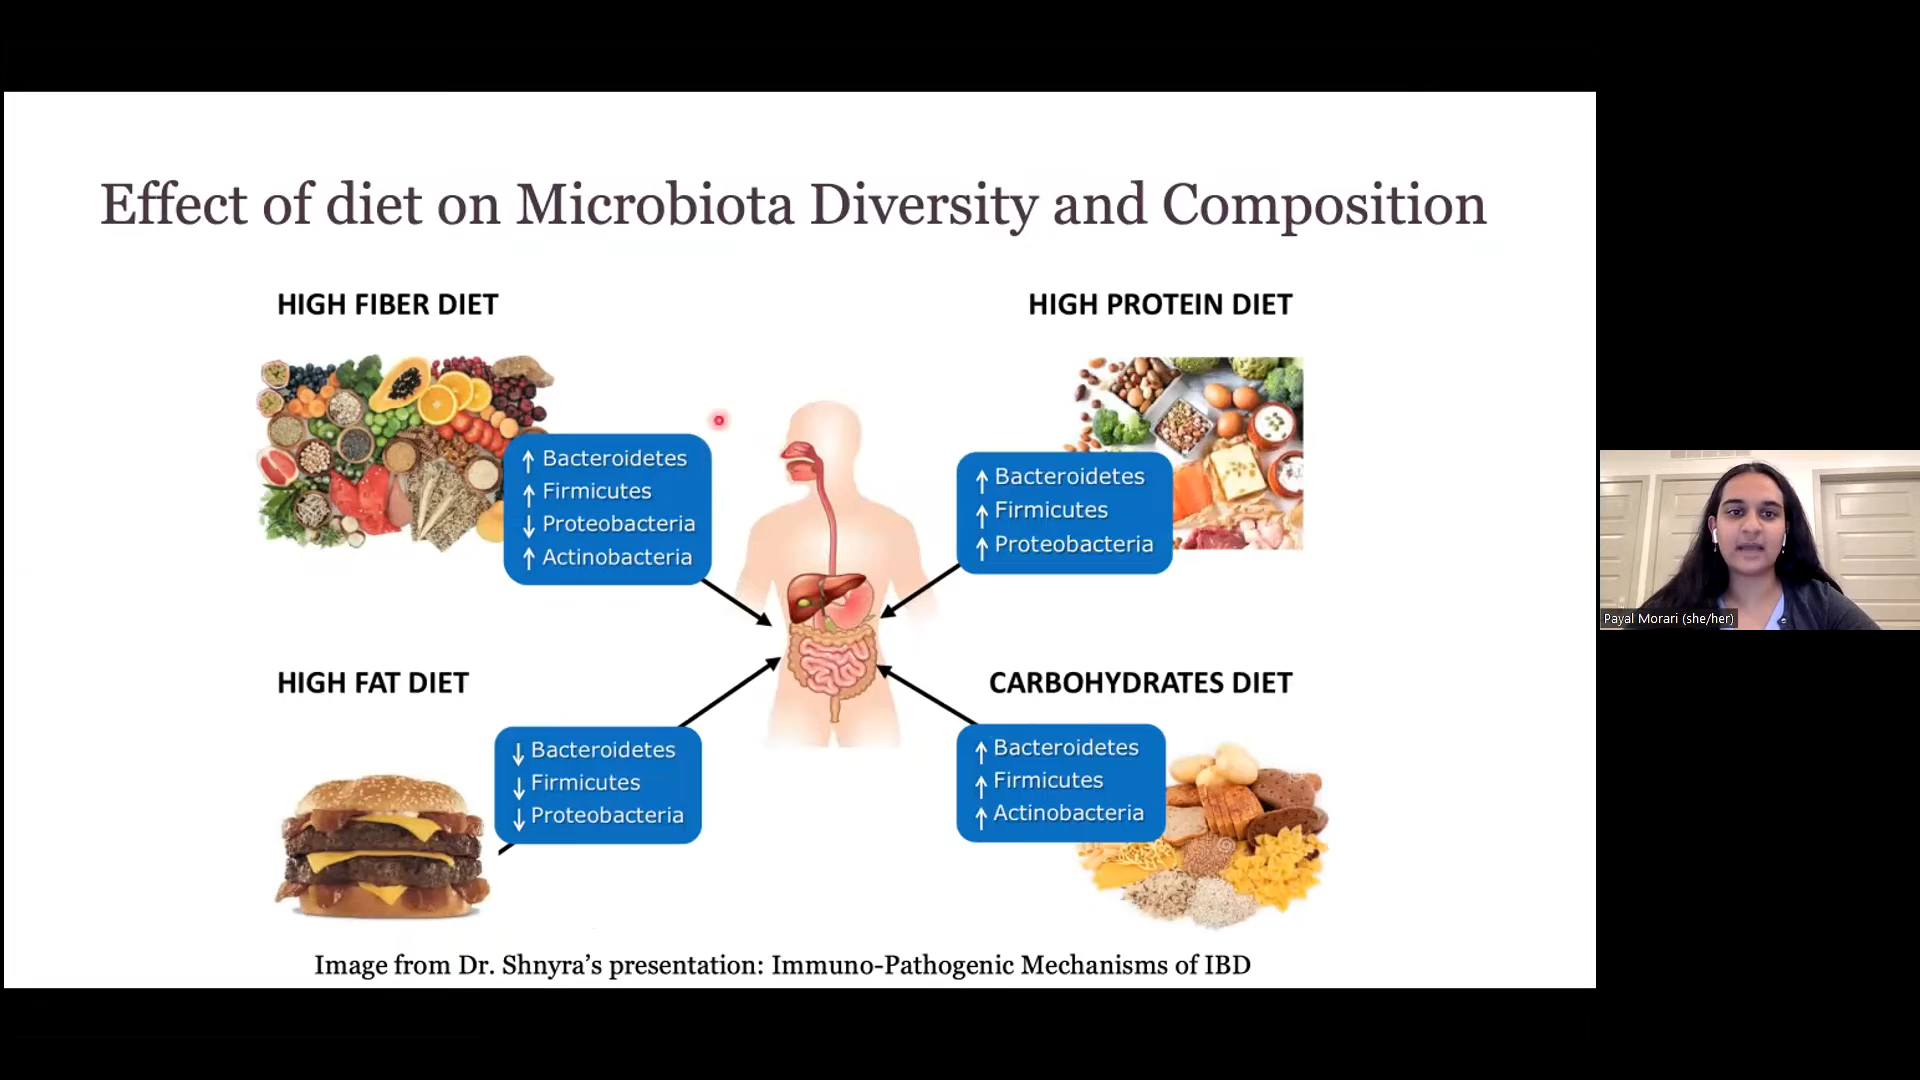 Effect of diet on Microbiota Diversity and Composition
HIGH FIBER DIET
↑ Bacteroidetes
↑ Firmicutes
↓ Proteobacteria
↑ Actinobacteria
HIGH PROTEIN DIET
↑ Bacteroidetes
↑ Firmicutes
↑ Proteobacteria
HIGH FAT DIET
↓ Bacteroidetes
↓ Firmicutes
↓ Proteobacteria
CARBOHYDRATES DIET
↑ Bacteroidetes
↑ Firmicutes
↑ Actinobacteria
Image from Dr. Shnyra's presentation: Immuno-Pathogenic Mechanisms of IBD
Payal Morari (she/her)